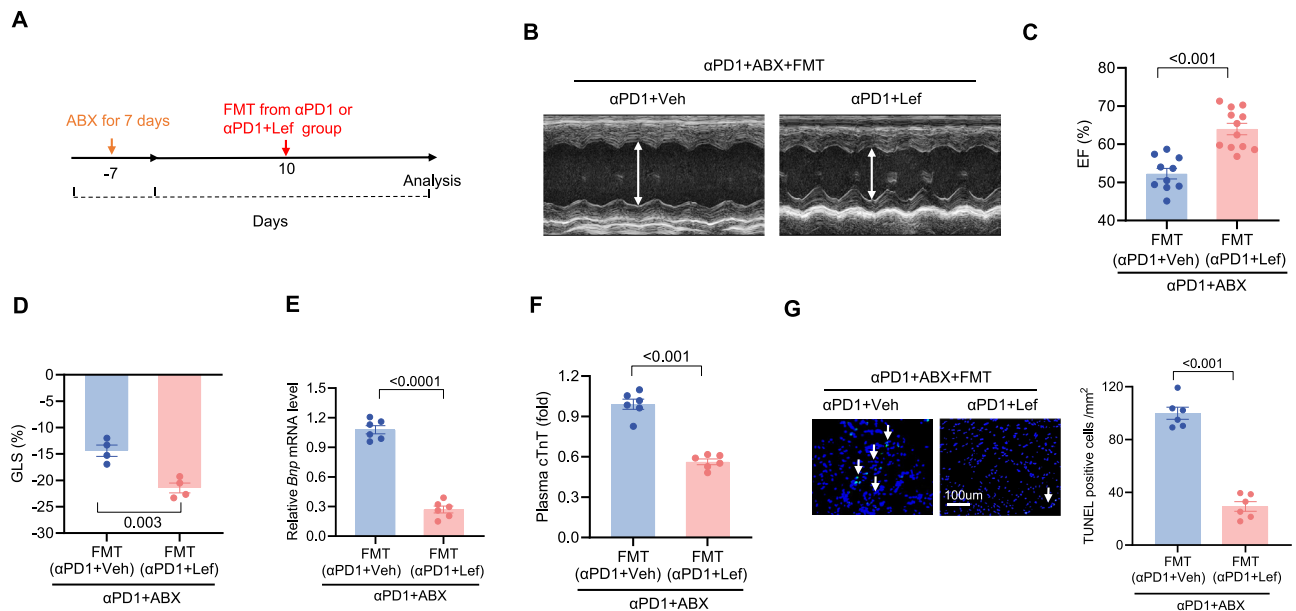 A
ABX for 7 days
FMT from αPD1 or
αPD1+Lef group
-7
10
Analysis
Days
B
αPD1+ABX+FMT
αPD1+Veh
αPD1+Lef
C
<0.001
EF (%)
80
70
60
50
40
FMT
(αPD1+Veh)
FMT
(αPD1+Lef)
αPD1+ABX
D
GLS (%)
0
-5
-10
-15
-20
-25
-30
0.003
FMT
(αPD1+Veh)
FMT
(αPD1+Lef)
αPD1+ABX
E
<0.0001
Relative Bnp mRNA level
1.5
1.2
0.9
0.6
0.3
0.0
FMT
(αPD1+Veh)
FMT
(αPD1+Lef)
αPD1+ABX
F
<0.001
Plasma cTnT (fold)
1.2
0.9
0.6
0.3
0.0
FMT
(αPD1+Veh)
FMT
(αPD1+Lef)
αPD1+ABX
G
αPD1+ABX+FMT
αPD1+Veh
αPD1+Lef
100um
<0.001
TUNEL positive cells /mm²
120
80
40
0
FMT
(αPD1+Veh)
FMT
(αPD1+Lef)
αPD1+ABX